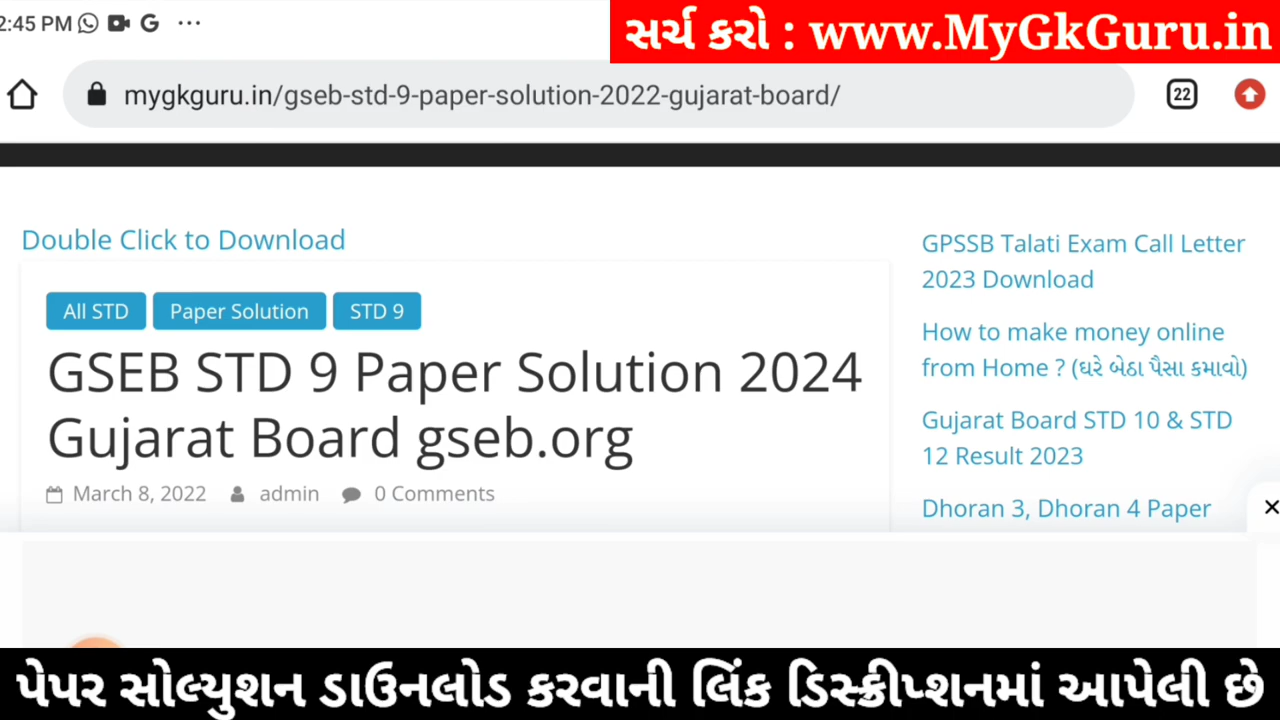 2:45 PM
સર્ચ કરો : www.MyGkGuru.in
mygkguru.in/gseb-std-9-paper-solution-2022-gujarat-board/
22
Double Click to Download
All STD Paper Solution STD 9
GSEB STD 9 Paper Solution 2024
Gujarat Board gseb.org
March 8, 2022 admin 0 Comments
GPSSB Talati Exam Call Letter
2023 Download
How to make money online
from Home ? (ઘરે બેઠા પૈસા કમાવો)
Gujarat Board STD 10 & STD
12 Result 2023
Dhoran 3, Dhoran 4 Paper
પેપર સોલ્યુશન ડાઉનલોડ કરવાની લિંક ડિસ્ક્રીપ્શનમાં આપેલી છે